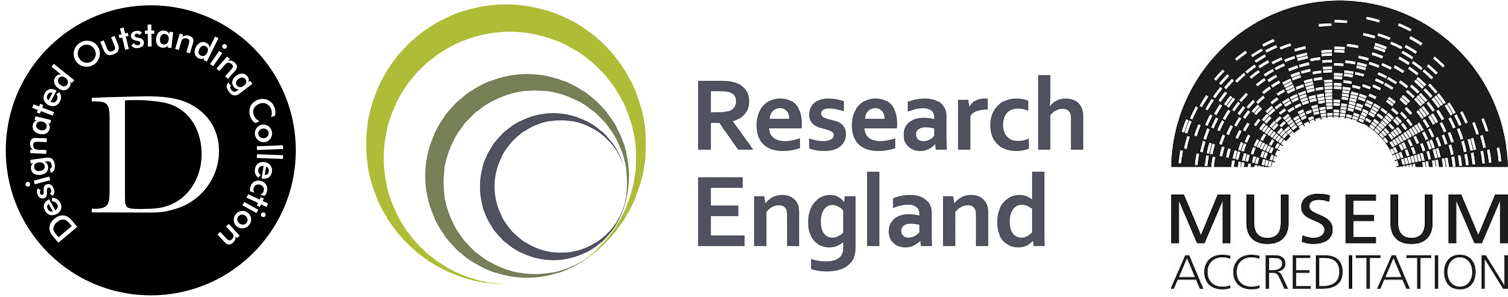 Designated Outstanding Collection
D
Research
England
MUSEUM
ACCREDITATION